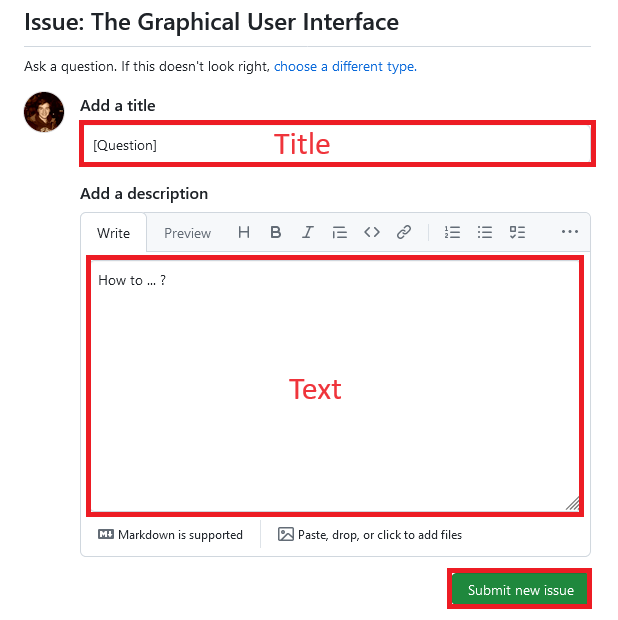 Issue: The Graphical User Interface
Ask a question. If this doesn't look right, choose a different type.
Add a title
[Question] Title
Add a description
Write Preview H B I <>
How to ... ?
Text
Markdown is supported Paste, drop, or click to add files
Submit new issue